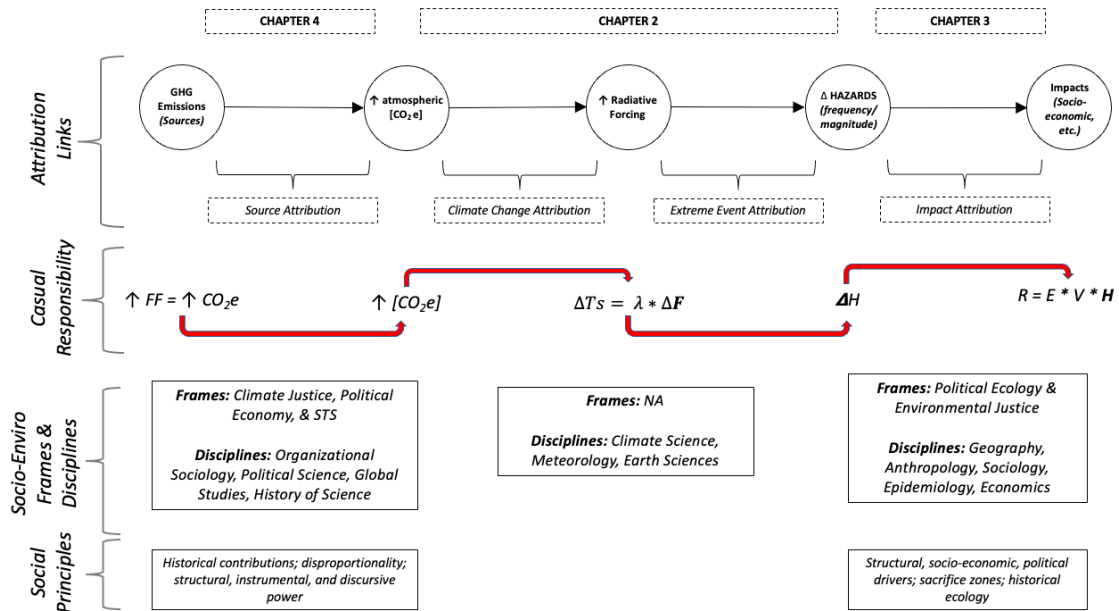 CHAPTER 4
CHAPTER 2
CHAPTER 3
Attribution
Links
GHG
Emissions
(Sources)
↑ atmospheric
[CO₂e]
↑ Radiative
Forcing
Δ HAZARDS
(frequency/
magnitude)
Impacts
(Socio-
economic,
etc.)
Source Attribution
Climate Change Attribution
Extreme Event Attribution
Impact Attribution
Casual
Responsibility
↑ FF = ↑ CO₂e
↑ [CO₂e]
ΔTs = λ * ΔF
ΔH
R = E * V * H
Socio-Enviro
Frames &
Disciplines
Frames: Climate Justice, Political
Economy, & STS
Disciplines: Organizational
Sociology, Political Science, Global
Studies, History of Science
Frames: NA
Disciplines: Climate Science,
Meteorology, Earth Sciences
Frames: Political Ecology &
Environmental Justice
Disciplines: Geography,
Anthropology, Sociology,
Epidemiology, Economics
Social
Principles
Historical contributions; disproportionality;
structural, instrumental, and discursive
power
Structural, socio-economic, political
drivers; sacrifice zones; historical
ecology